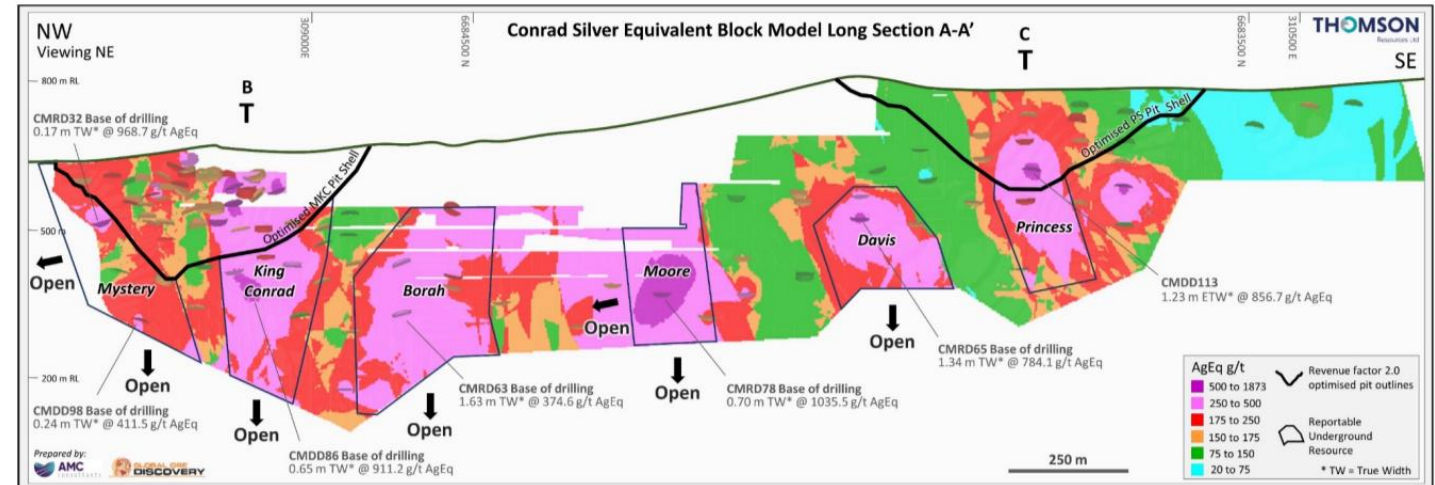 NW
Viewing NE
309000E
6684500 N
Conrad Silver Equivalent Block Model Long Section A-A’
C
T
6683500 N
310500 E
THOMSON
Resources Ltd
SE
B
T
800 m RL
CMRD32 Base of drilling
0.17 m TW* @ 968.7 g/t AgEq
Optimised MKC Pit Shell
Optimised PS Pit Shell
500 m
Open
Mystery
King
Conrad
Borah
Moore
Open
Davis
Princess
CMDD113
1.23 m ETW* @ 856.7 g/t AgEq
200 m RL
Open
Open
Open
Open
Open
CMRD65 Base of drilling
1.34 m TW* @ 784.1 g/t AgEq
CMRD63 Base of drilling
1.63 m TW* @ 374.6 g/t AgEq
CMRD78 Base of drilling
0.70 m TW* @ 1035.5 g/t AgEq
CMDD98 Base of drilling
0.24 m TW* @ 411.5 g/t AgEq
CMDD86 Base of drilling
0.65 m TW* @ 911.2 g/t AgEq
Prepared by:
AMC
consultants
GLOBAL ORE
DISCOVERY
250 m
AgEq g/t
500 to 1873
250 to 500
175 to 250
150 to 175
75 to 150
20 to 75
Revenue factor 2.0
optimised pit outlines
Reportable
Underground
Resource
* TW = True Width